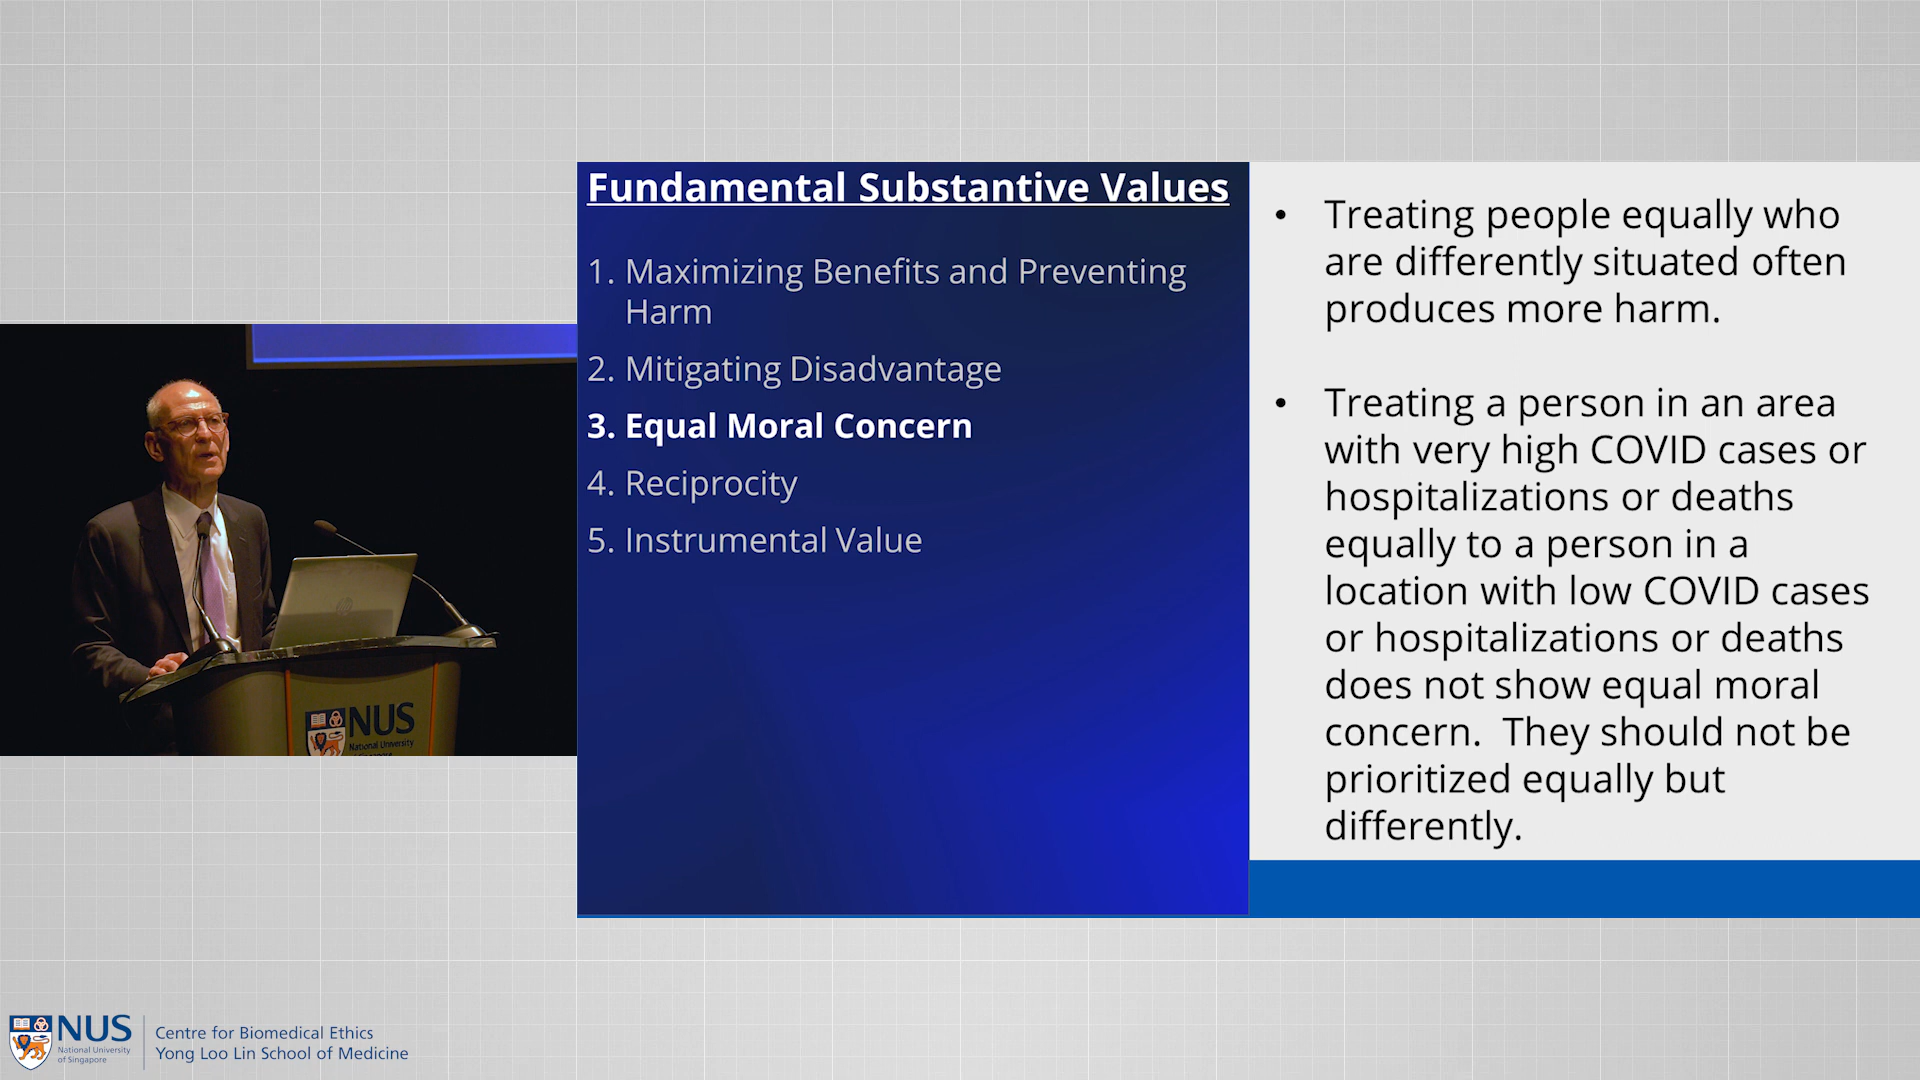 Fundamental Substantive Values
1. Maximizing Benefits and Preventing
Harm
2. Mitigating Disadvantage
3. Equal Moral Concern
4. Reciprocity
5. Instrumental Value
• Treating people equally who
are differently situated often
produces more harm.
• Treating a person in an area
with very high COVID cases or
hospitalizations or deaths
equally to a person in a
location with low COVID cases
or hospitalizations or deaths
does not show equal moral
concern. They should not be
prioritized equally but
differently.
NUS
National University
of Singapore
NUS
National University
of Singapore
Centre for Biomedical Ethics
Yong Loo Lin School of Medicine